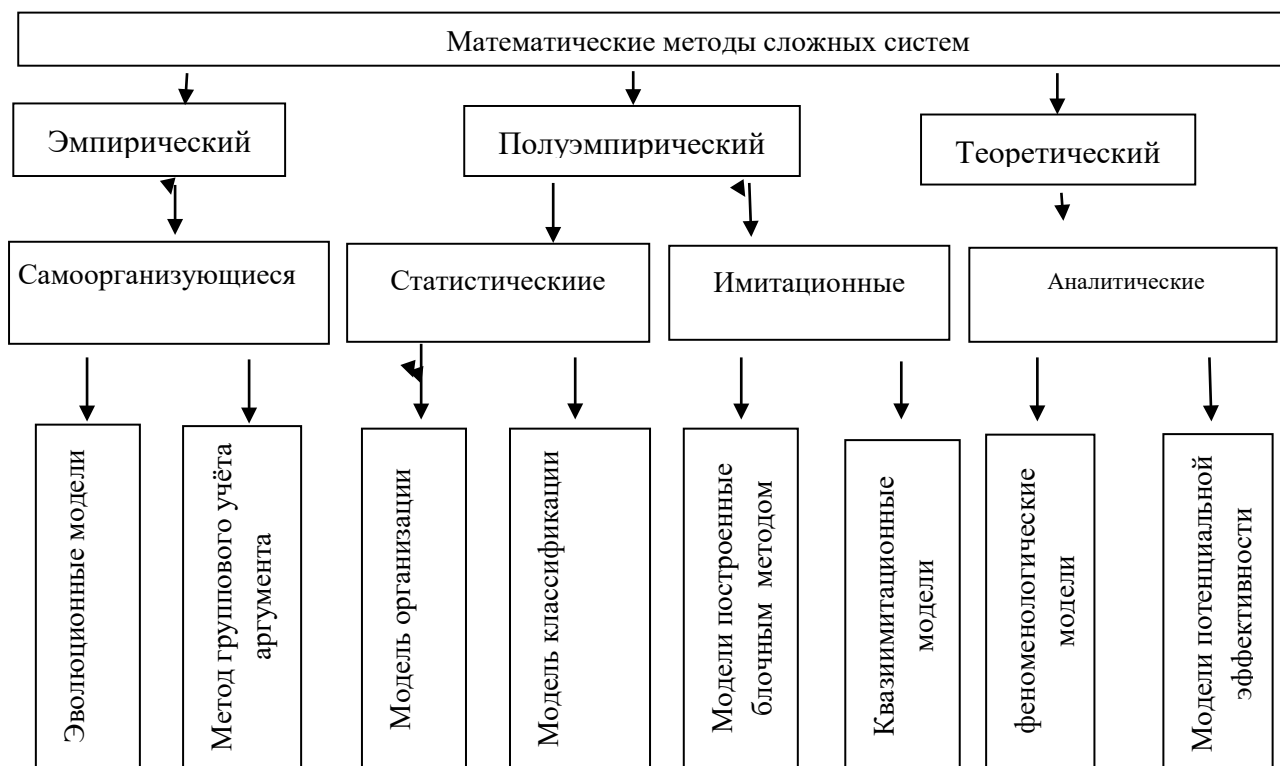 Математические методы сложных систем
Эмпирический
Полуэмпирический
Теоретический
Самоорганизующиеся
Статистическиие
Имитационные
Аналитические
Эволюционные модели
Метод группового учёта
аргумента
Модель организации
Модель классификации
Модели построенные
блочным методом
Квазиимитационные
модели
феноменологические
модели
Модели потенциальной
эффективности